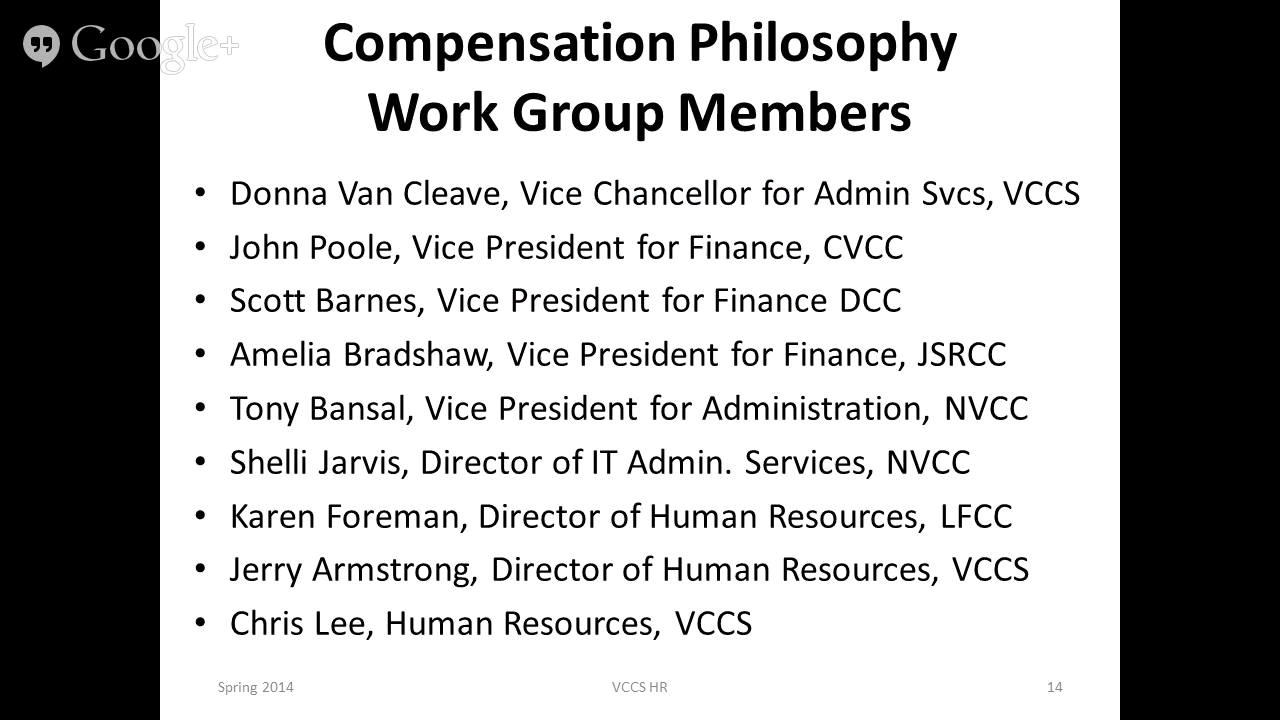 Google+
Compensation Philosophy
Work Group Members
• Donna Van Cleave, Vice Chancellor for Admin Svcs, VCCS
• John Poole, Vice President for Finance, CVCC
• Scott Barnes, Vice President for Finance DCC
• Amelia Bradshaw, Vice President for Finance, JSRCC
• Tony Bansal, Vice President for Administration, NVCC
• Shelli Jarvis, Director of IT Admin. Services, NVCC
• Karen Foreman, Director of Human Resources, LFCC
• Jerry Armstrong, Director of Human Resources, VCCS
• Chris Lee, Human Resources, VCCS
Spring 2014 VCCS HR 14